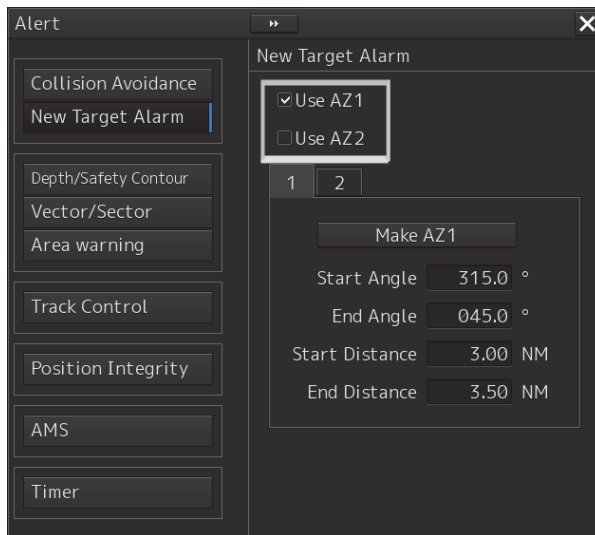 Alert
Collision Avoidance
New Target Alarm
Depth/Safety Contour
Vector/Sector
Area warning
Track Control
Position Integrity
AMS
Timer
New Target Alarm
Use AZ1
Use AZ2
1 2
Make AZ1
Start Angle 315.0 °
End Angle 045.0 °
Start Distance 3.00 NM
End Distance 3.50 NM